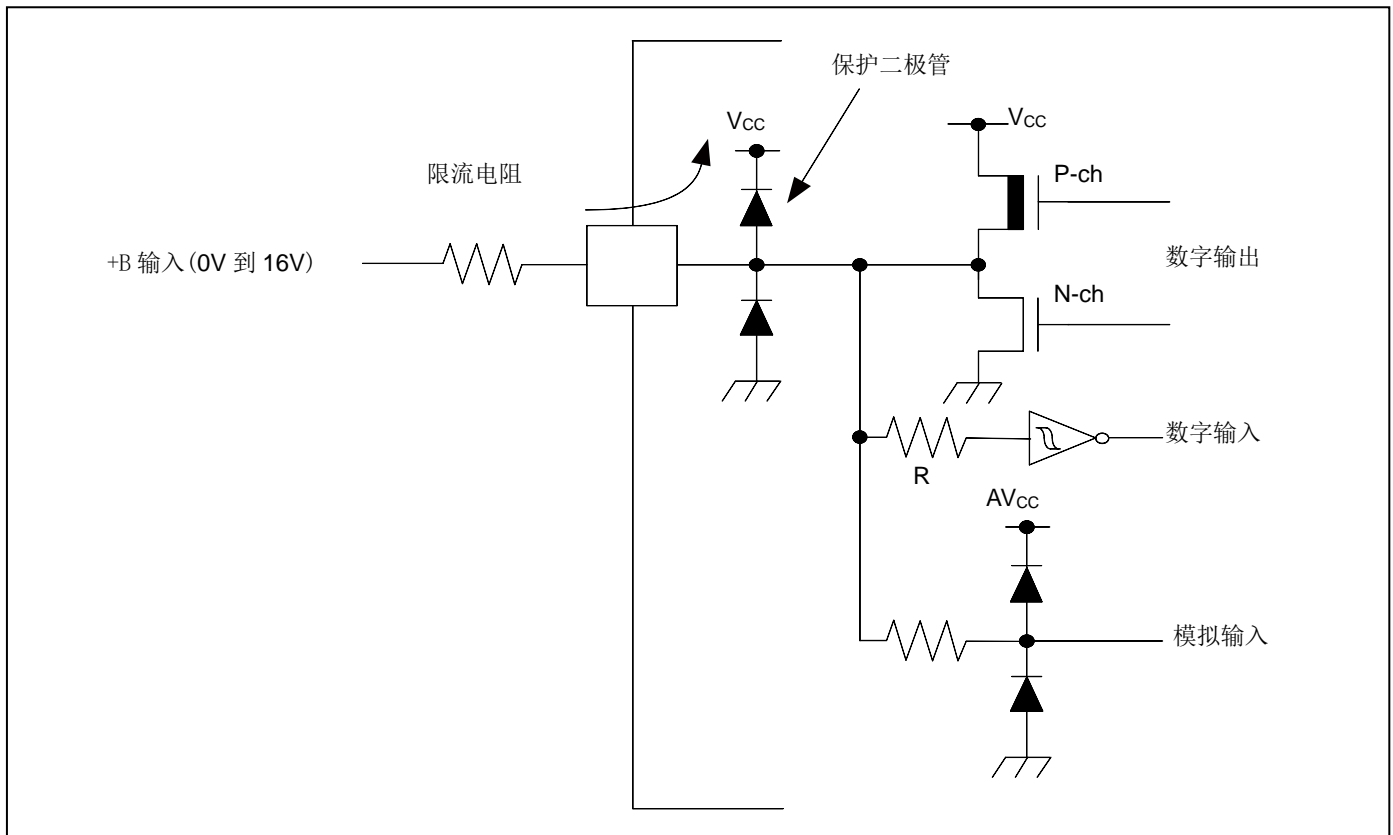 保护二极管
VCC
VCC
限流电阻
P-ch
+B 输入(0V 到 16V)
数字输出
N-ch
数字输入
R
AVCC
模拟输入